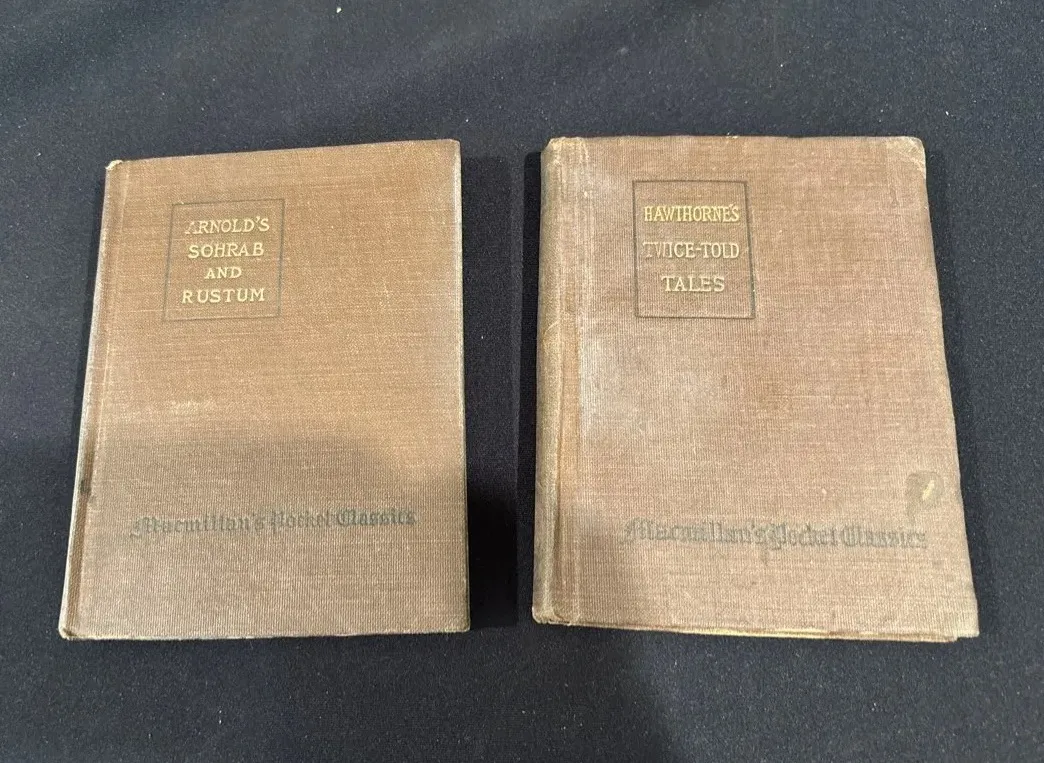 ARNOLD'S
SOHRAB
AND
RUSTUM
Macmillan's Pocket Classics
HAWTHORNE'S
TWICE-TOLD
TALES
Macmillan's Pocket Classics